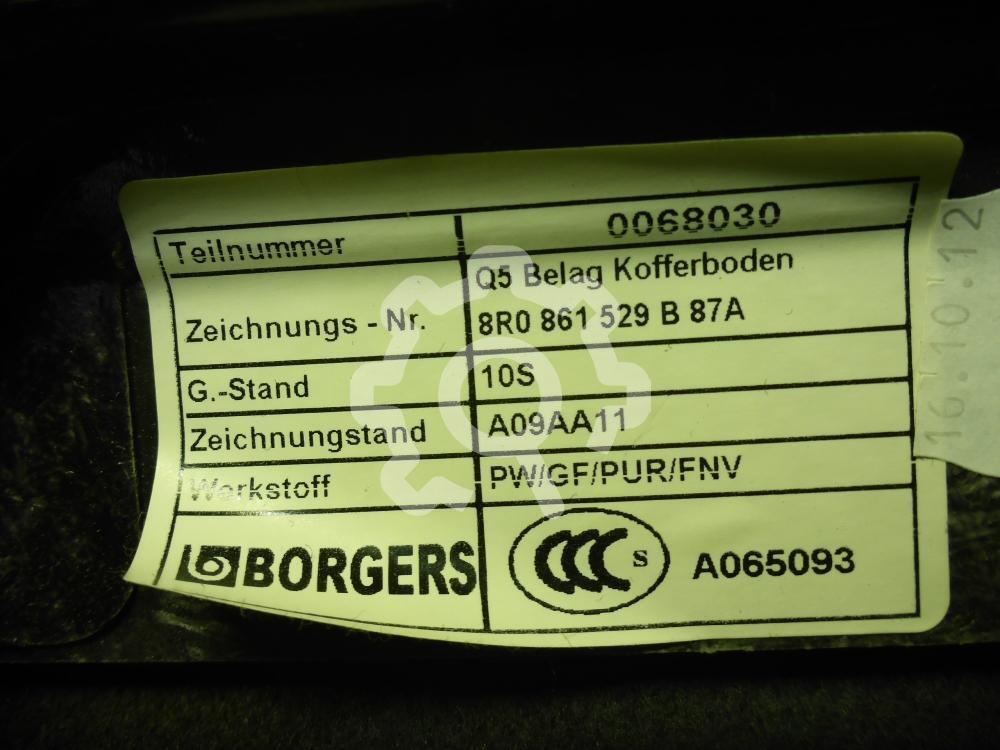 Teilnummer 0068030
Zeichnungs - Nr. Q5 Belag Kofferboden
8R0 861 529 B 87A
G.-Stand 10S
Zeichnungstand A09AA11
Werkstoff PW/GF/PUR/FNV
BORGERS CCC S A065093
16.10.12